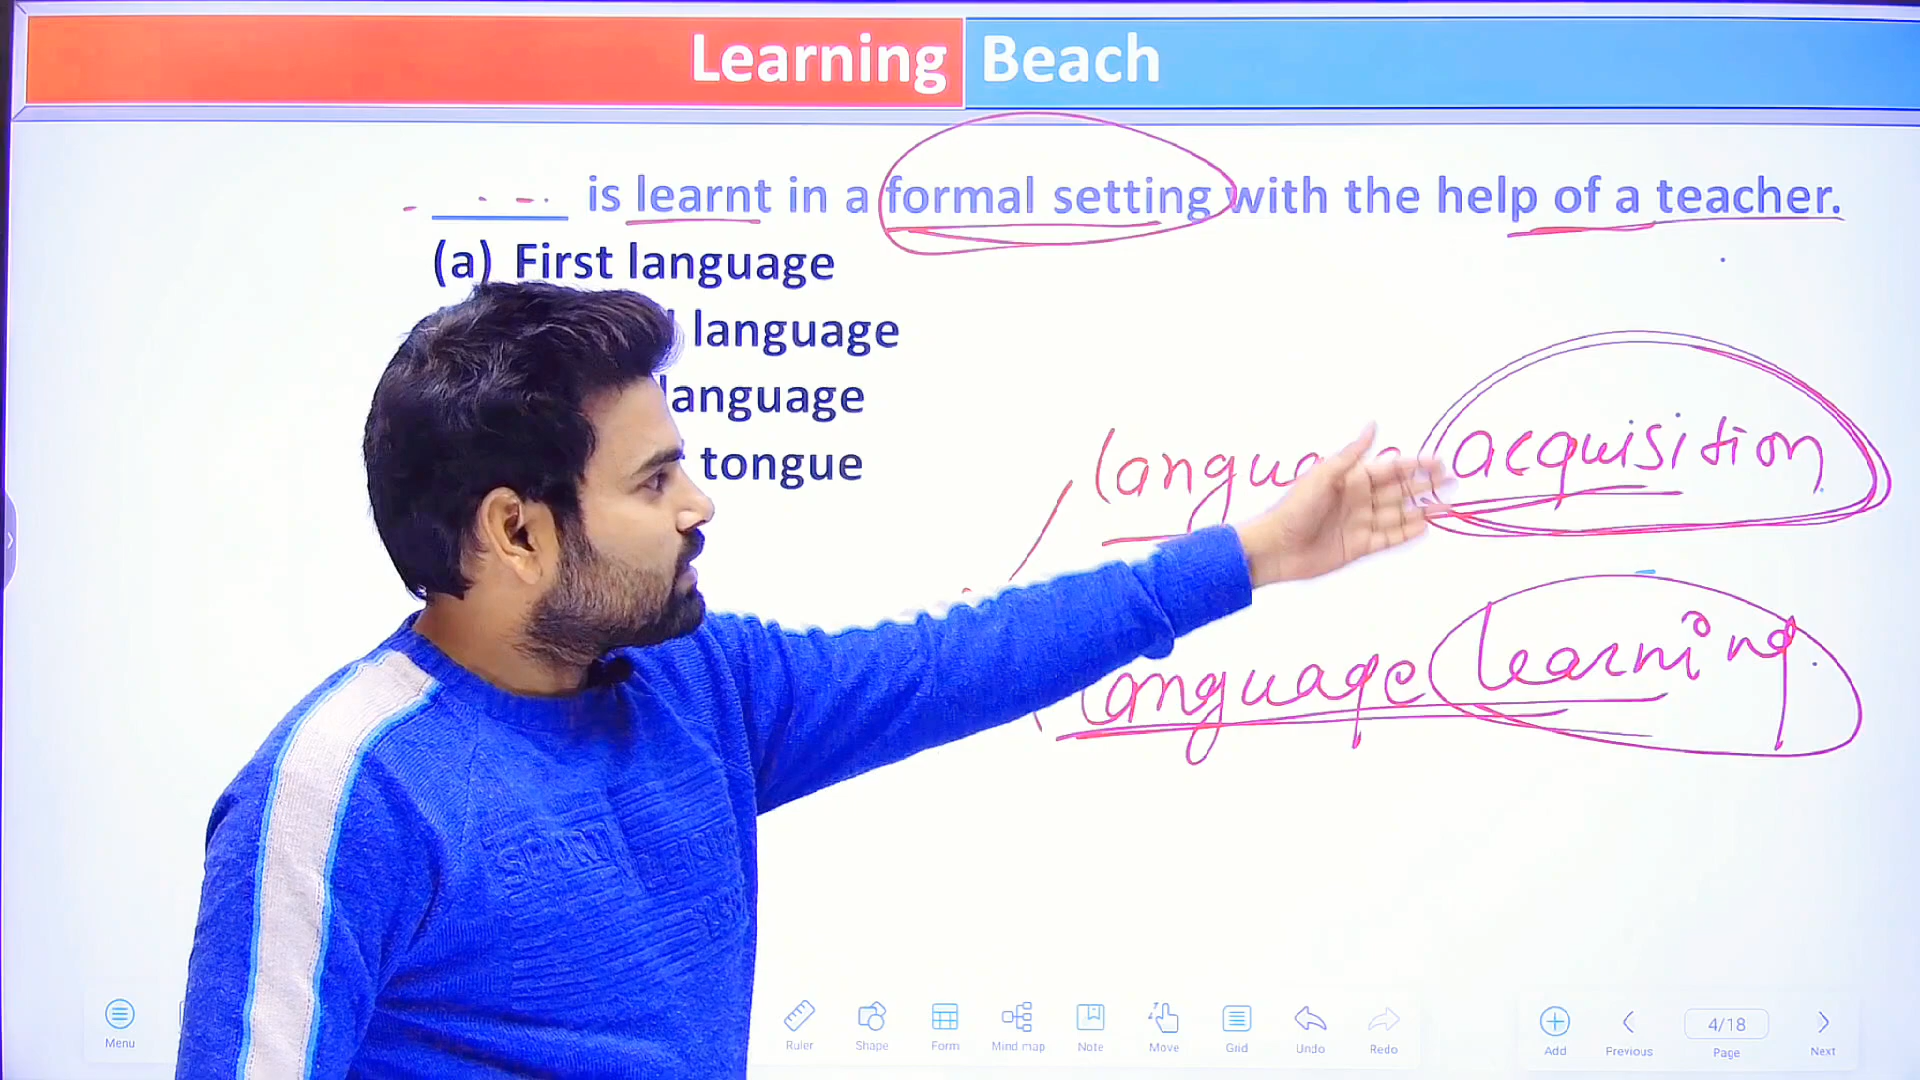 Learning Beach
is learnt in a formal setting with the help of a teacher.
(a) First language
language
language
tongue
language acquisition
language learning
Menu
Ruler
Shape
Form
Mind map
Note
Move
Grid
Undo
Redo
Add
Previous
4/18
Page
Next